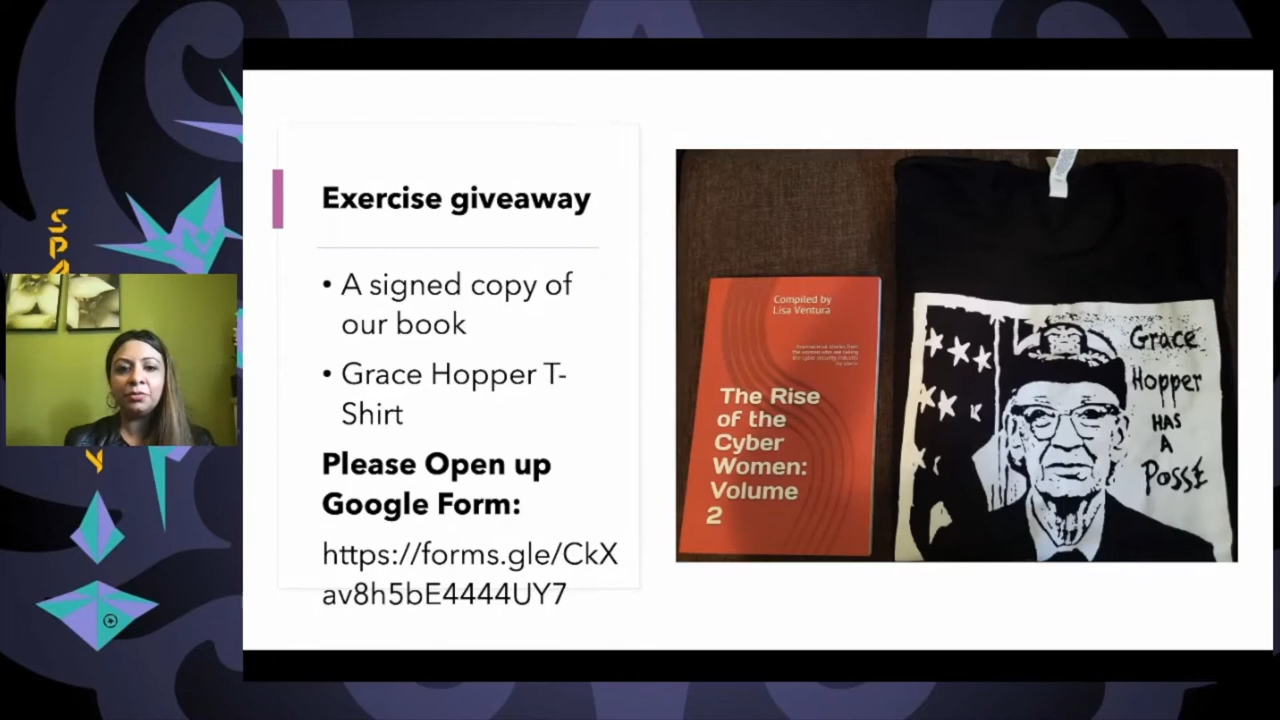 Exercise giveaway
• A signed copy of
our book
• Grace Hopper T-
Shirt
Please Open up
Google Form:
https://forms.gle/CkX
av8h5bE4444UY7
Compiled by
Lisa Ventura
The Rise
of the
Cyber
Women:
Volume
2
Grace
Hopper
HAS
A
POSSE